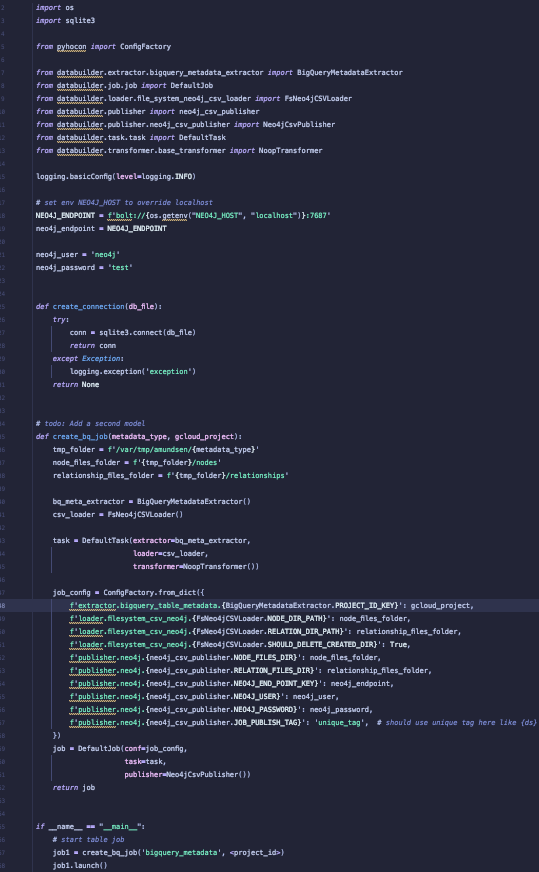 import os
import sqlite3
from pyhocon import ConfigFactory
from databuilder.extractor.bigquery_metadata_extractor import BigQueryMetadataExtractor
from databuilder.job.job import DefaultJob
from databuilder.loader.file_system_neo4j_csv_loader import FsNeo4jCSVLoader
from databuilder.publisher import neo4j_csv_publisher
from databuilder.publisher.neo4j_csv_publisher import Neo4jCsvPublisher
from databuilder.task.task import DefaultTask
from databuilder.transformer.base_transformer import NoopTransformer
logging.basicConfig(level=logging.INFO)
# set env NEO4J_HOST to override localhost
NEO4J_ENDPOINT = f'bolt://{os.getenv("NEO4J_HOST", "localhost")}:7687'
neo4j_endpoint = NEO4J_ENDPOINT
neo4j_user = 'neo4j'
neo4j_password = 'test'
def create_connection(db_file):
    try:
        conn = sqlite3.connect(db_file)
        return conn
    except Exception:
        logging.exception('exception')
    return None
# todo: Add a second model
def create_bq_job(metadata_type, gcloud_project):
    tmp_folder = f'/var/tmp/amundsen/{metadata_type}'
    node_files_folder = f'{tmp_folder}/nodes'
    relationship_files_folder = f'{tmp_folder}/relationships'
    bq_meta_extractor = BigQueryMetadataExtractor()
    csv_loader = FsNeo4jCSVLoader()
    task = DefaultTask(extractor=bq_meta_extractor,
                       loader=csv_loader,
                       transformer=NoopTransformer())
    job_config = ConfigFactory.from_dict({
        f'extractor.bigquery_table_metadata.{BigQueryMetadataExtractor.PROJECT_ID_KEY}': gcloud_project,
        f'loader.filesystem_csv_neo4j.{FsNeo4jCSVLoader.NODE_DIR_PATH}': node_files_folder,
        f'loader.filesystem_csv_neo4j.{FsNeo4jCSVLoader.RELATION_DIR_PATH}': relationship_files_folder,
        f'loader.filesystem_csv_neo4j.{FsNeo4jCSVLoader.SHOULD_DELETE_CREATED_DIR}': True,
        f'publisher.neo4j.{neo4j_csv_publisher.NODE_FILES_DIR}': node_files_folder,
        f'publisher.neo4j.{neo4j_csv_publisher.RELATION_FILES_DIR}': relationship_files_folder,
        f'publisher.neo4j.{neo4j_csv_publisher.NEO4J_END_POINT_KEY}': neo4j_endpoint,
        f'publisher.neo4j.{neo4j_csv_publisher.NEO4J_USER}': neo4j_user,
        f'publisher.neo4j.{neo4j_csv_publisher.NEO4J_PASSWORD}': neo4j_password,
        f'publisher.neo4j.{neo4j_csv_publisher.JOB_PUBLISH_TAG}': 'unique_tag',  # should use unique tag here like {ds}
    })
    job = DefaultJob(conf=job_config,
                     task=task,
                     publisher=Neo4jCsvPublisher())
    return job
if __name__ == "__main__":
    # start table job
    job1 = create_bq_job('bigquery_metadata', <project_id>)
    job1.launch()